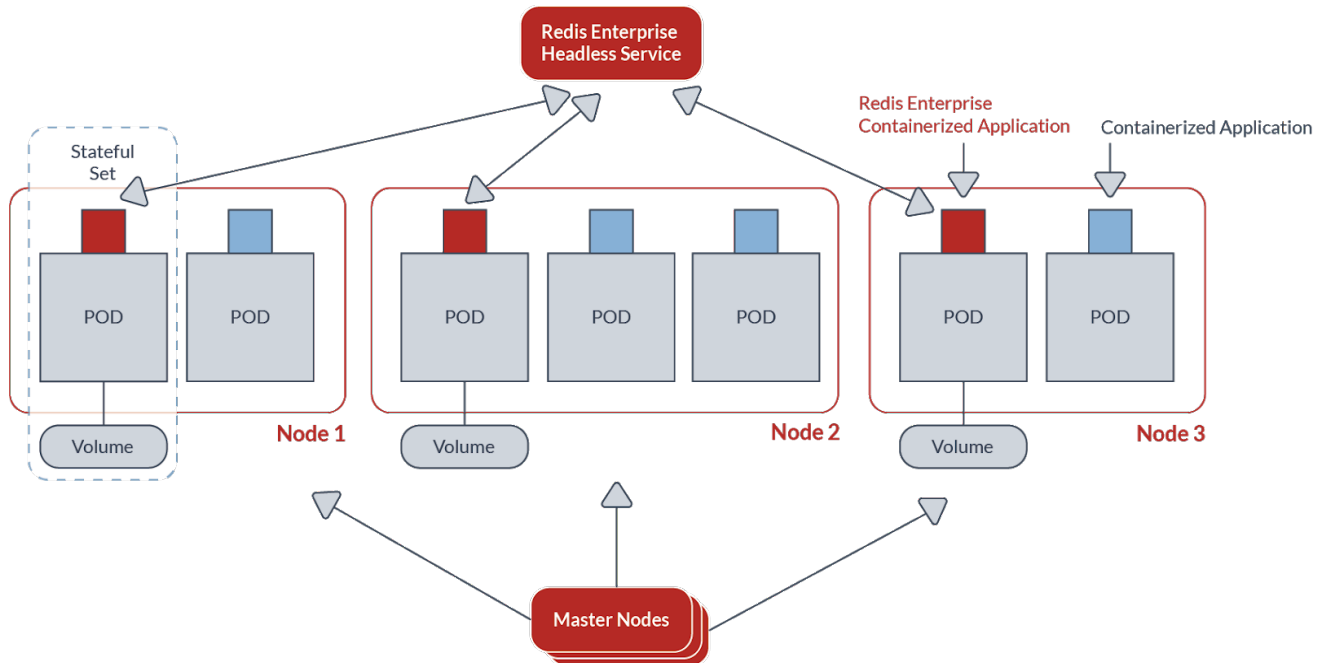 Redis Enterprise
Headless Service
Redis Enterprise
Containerized Application
Containerized Application
Stateful
Set
POD
POD
POD
POD
POD
POD
POD
Node 1
Node 2
Node 3
Volume
Volume
Volume
Master Nodes